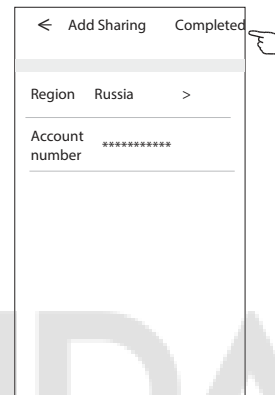 ← Add Sharing Completed
Region Russia >
Account number ***********